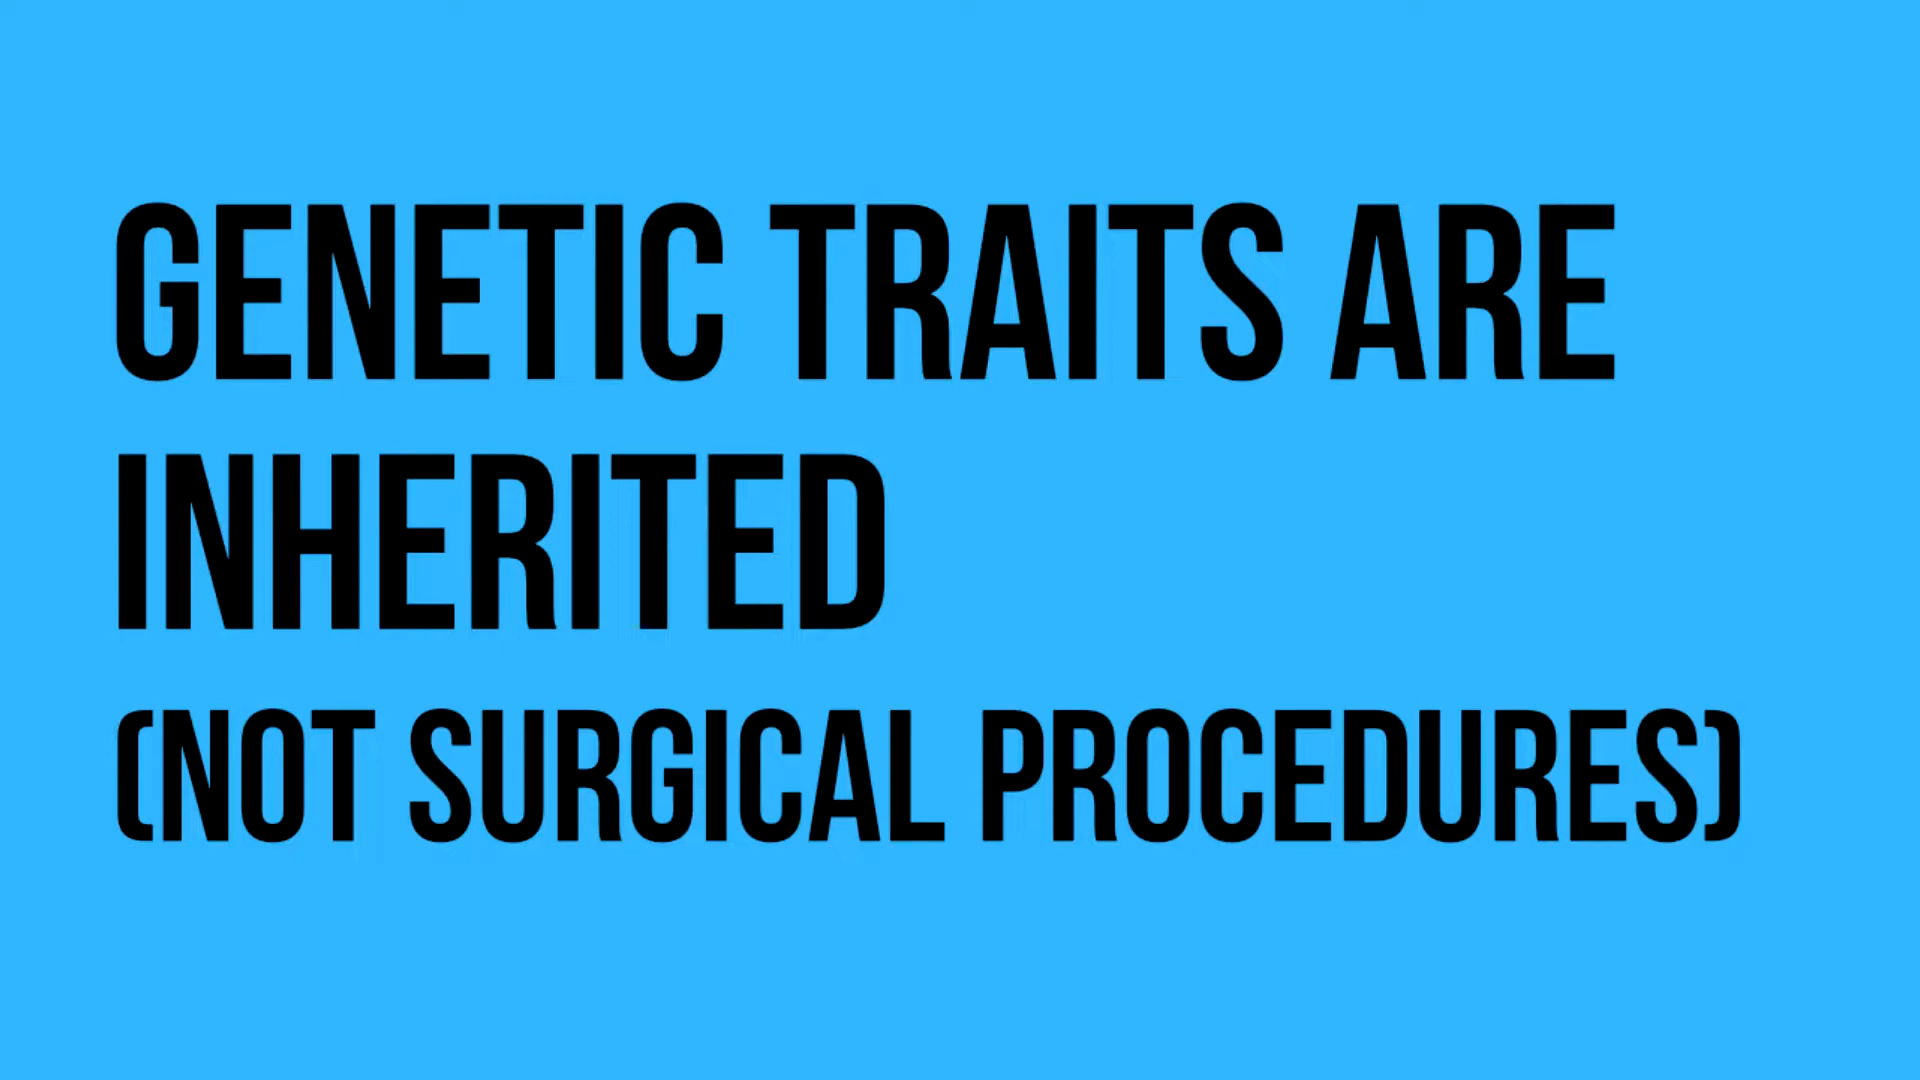 GENETIC TRAITS ARE
INHERITED
(NOT SURGICAL PROCEDURES)